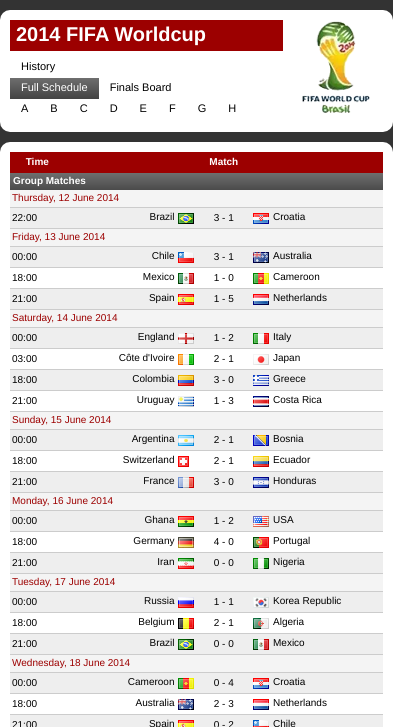 2014 FIFA Worldcup
History
Full Schedule Finals Board
A B C D E F G H
2014
FIFA WORLD CUP
Brasil
Time Match
Group Matches
Thursday, 12 June 2014
22:00 Brazil 3 - 1 Croatia
Friday, 13 June 2014
00:00 Chile 3 - 1 Australia
18:00 Mexico 1 - 0 Cameroon
21:00 Spain 1 - 5 Netherlands
Saturday, 14 June 2014
00:00 England 1 - 2 Italy
03:00 Côte d'Ivoire 2 - 1 Japan
18:00 Colombia 3 - 0 Greece
21:00 Uruguay 1 - 3 Costa Rica
Sunday, 15 June 2014
00:00 Argentina 2 - 1 Bosnia
18:00 Switzerland 2 - 1 Ecuador
21:00 France 3 - 0 Honduras
Monday, 16 June 2014
00:00 Ghana 1 - 2 USA
18:00 Germany 4 - 0 Portugal
21:00 Iran 0 - 0 Nigeria
Tuesday, 17 June 2014
00:00 Russia 1 - 1 Korea Republic
18:00 Belgium 2 - 1 Algeria
21:00 Brazil 0 - 0 Mexico
Wednesday, 18 June 2014
00:00 Cameroon 0 - 4 Croatia
18:00 Australia 2 - 3 Netherlands
21:00 Spain 0 - 2 Chile